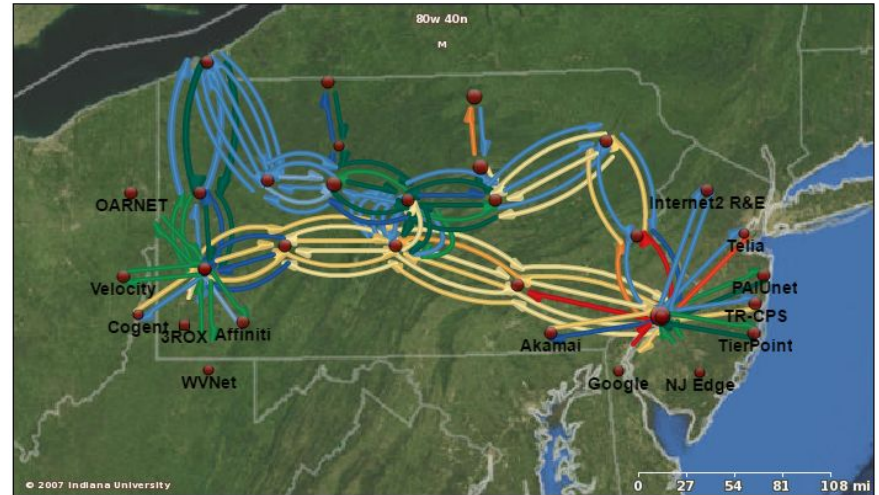 80w 40n
M
OARNET
Internet2 R&E
Telia
Velocity
PAIUnet
Cogent
3ROX
Affiniti
TR-CPS
Akamai
TierPoint
WVNet
Google
NJ Edge
© 2007 Indiana University
0 27 54 81 108 mi